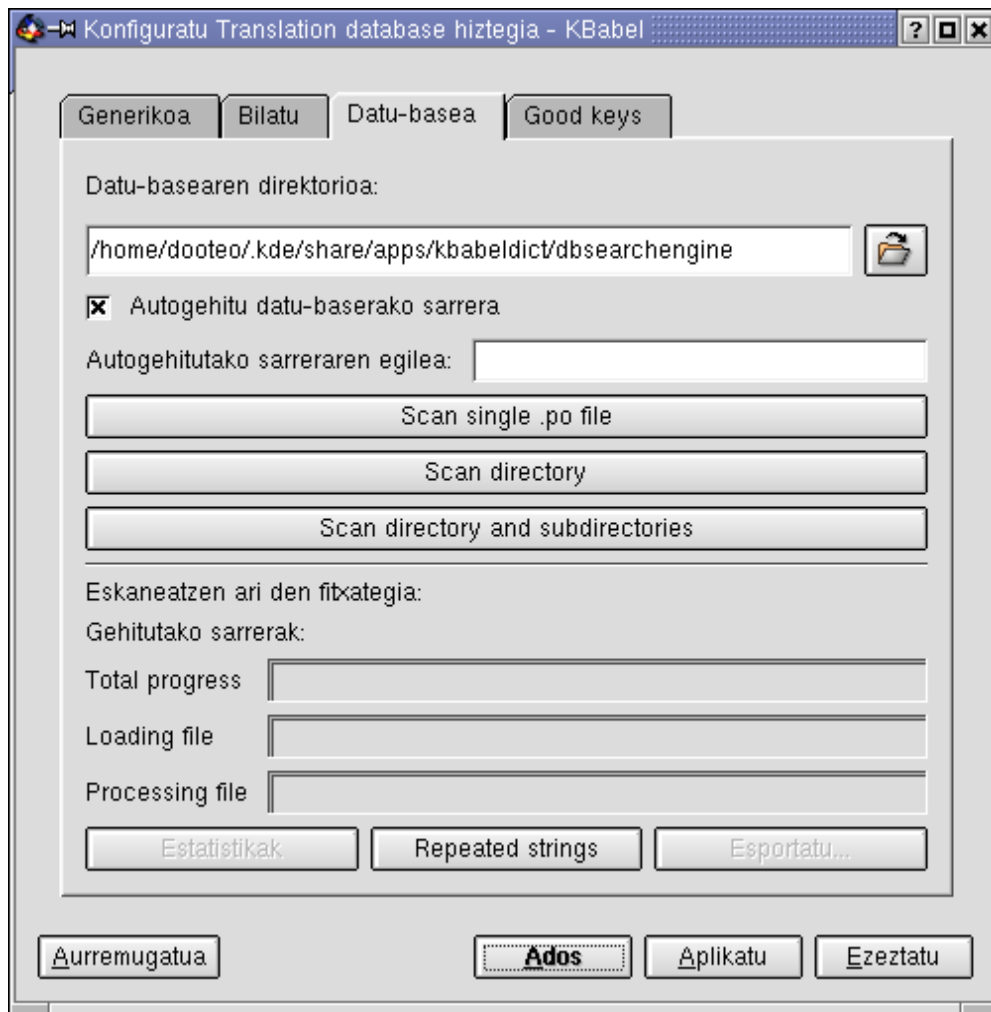 Konfiguratu Translation database hiztegia - KBabel
Generikoa Bilatu Datu-basea Good keys
Datu-basearen direktorioa:
/home/dooteo/.kde/share/apps/kbabeldict/dbsearchengine
Autogehitu datu-baserako sarrera
Autogehitutako sarreraren egilea:
Scan single .po file
Scan directory
Scan directory and subdirectories
Eskaneatzen ari den fitxategia:
Gehitutako sarrerak:
Total progress
Loading file
Processing file
Estatistikak Repeated strings Esportatu...
Aurremugatua Ados Aplikatu Ezeztatu